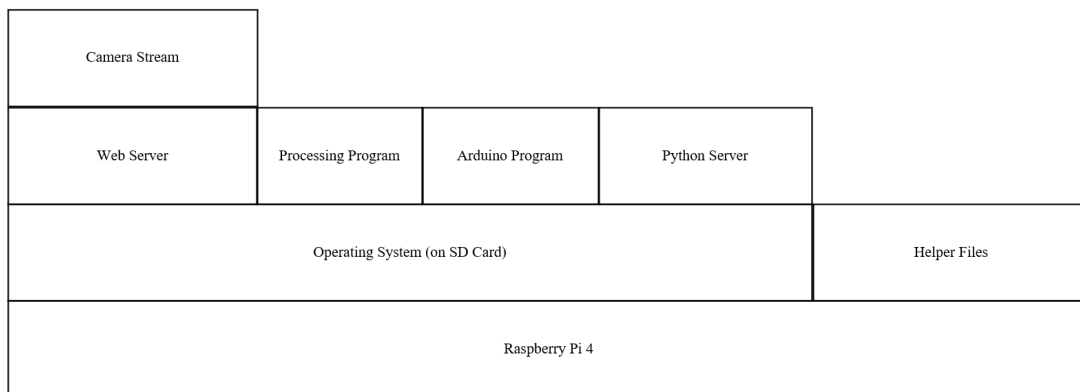 Camera Stream
Web Server
Processing Program
Arduino Program
Python Server
Operating System (on SD Card)
Helper Files
Raspberry Pi 4